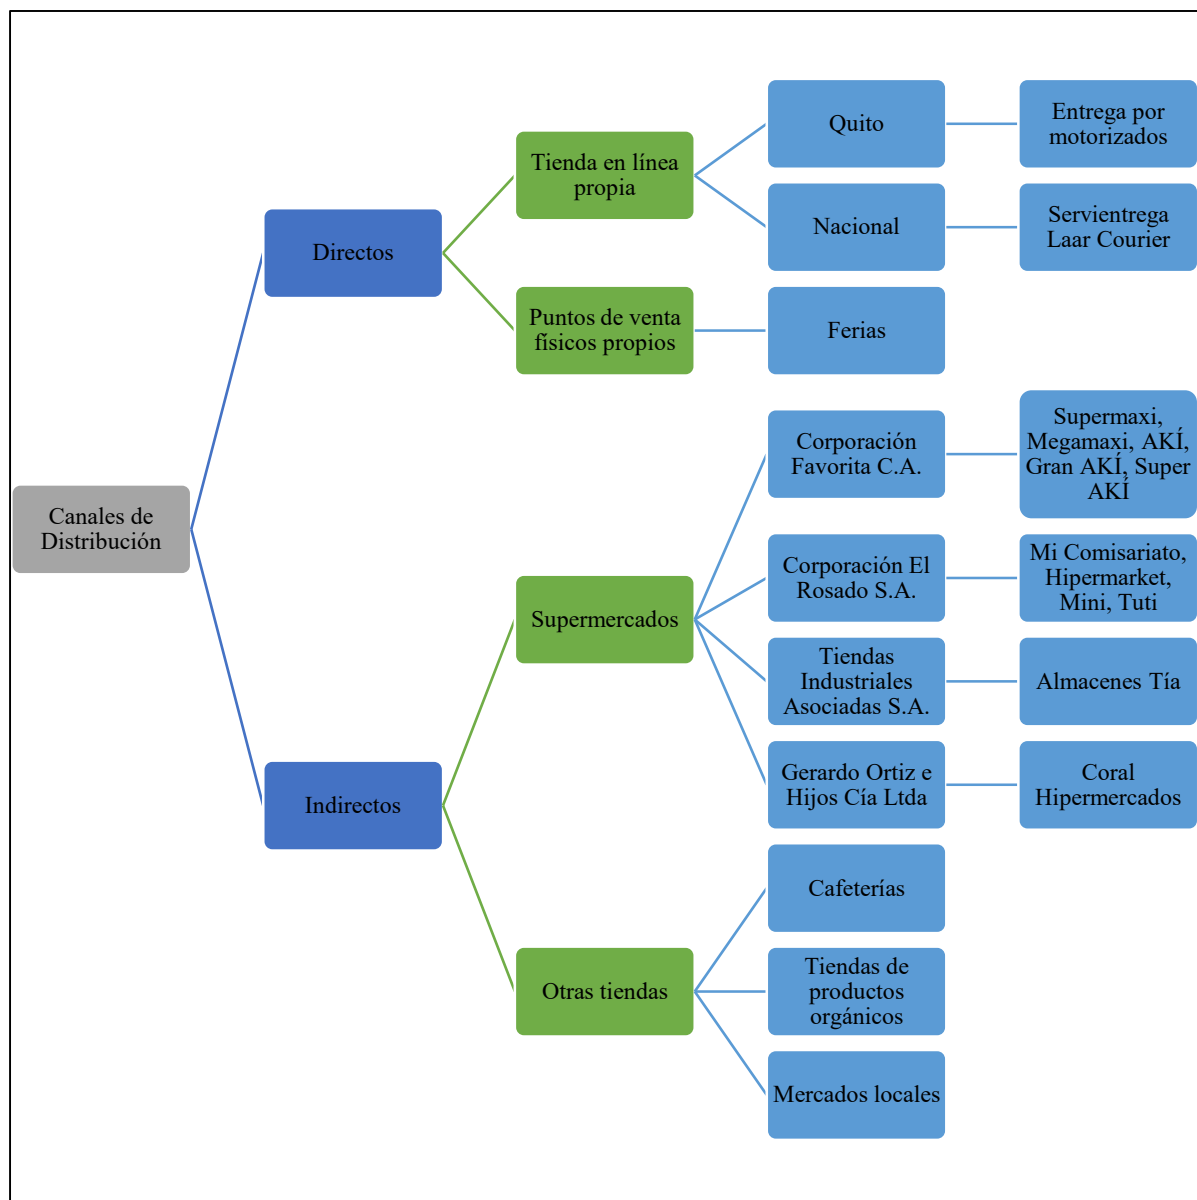 Canales de
Distribución
Directos
Tienda en línea
propia
Quito
Entrega por
motorizados
Nacional
Servientrega
Laar Courier
Puntos de venta
físicos propios
Ferias
Indirectos
Supermercados
Corporación
Favorita C.A.
Supermaxi,
Megamaxi, AKÍ,
Gran AKÍ, Super
AKÍ
Corporación El
Rosado S.A.
Mi Comisariato,
Hipermarket,
Mini, Tuti
Tiendas
Industriales
Asociadas S.A.
Almacenes Tía
Gerardo Ortiz e
Hijos Cía Ltda
Coral
Hipermercados
Otras tiendas
Cafeterías
Tiendas de
productos
orgánicos
Mercados locales